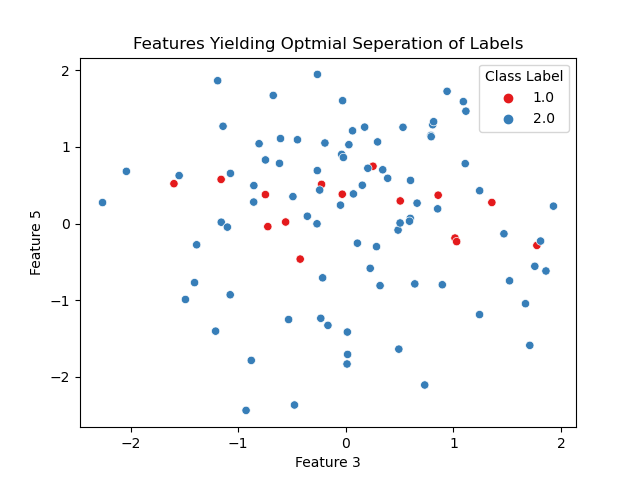 Features Yielding Optmial Seperation of Labels
Class Label
1.0
2.0
2
1
0
−1
−2
Feature 5
−2 −1 0 1 2
Feature 3